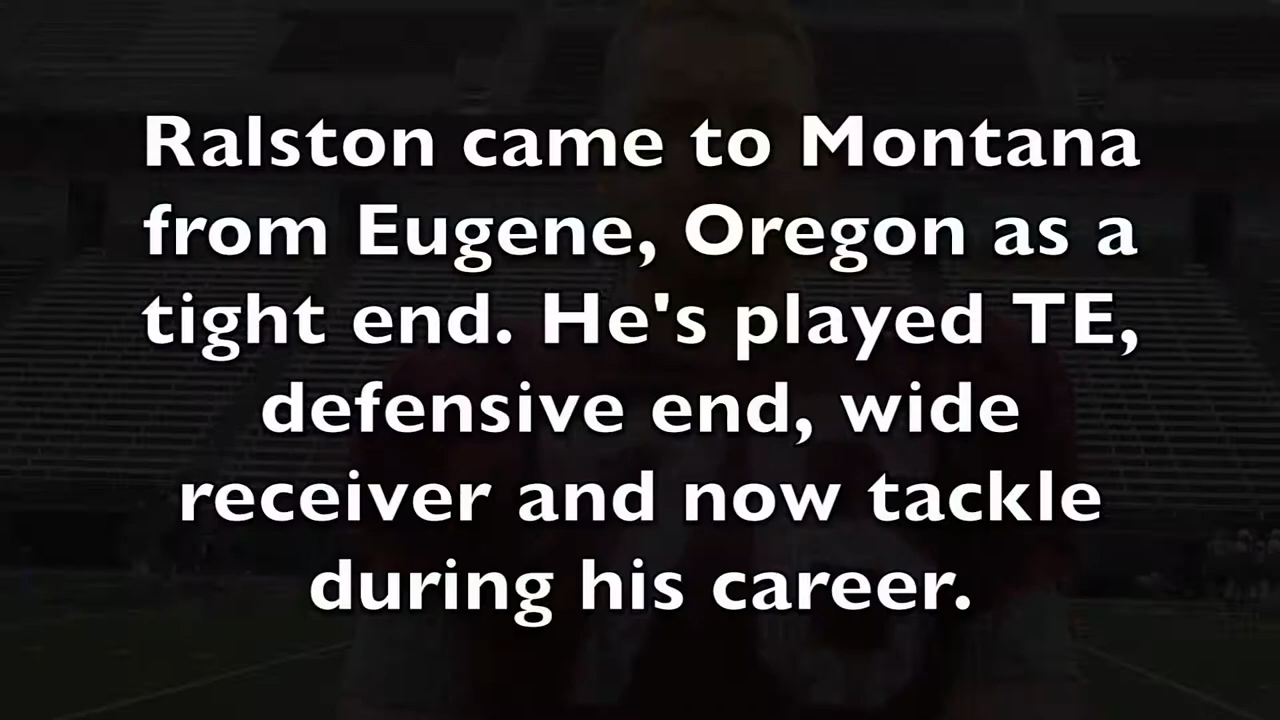 Ralston came to Montana
from Eugene, Oregon as a
tight end. He's played TE,
defensive end, wide
receiver and now tackle
during his career.